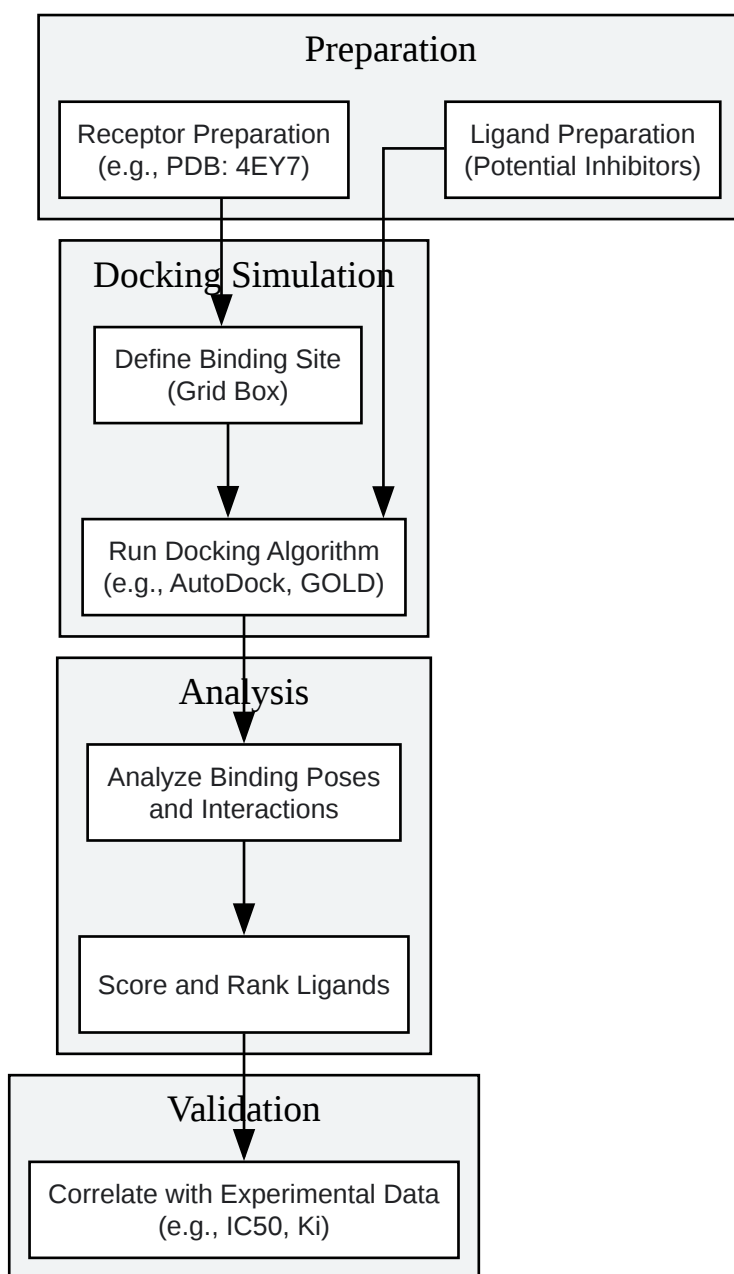 Preparation
Receptor Preparation
(e.g., PDB: 4EY7)
Ligand Preparation
(Potential Inhibitors)
Docking Simulation
Define Binding Site
(Grid Box)
Run Docking Algorithm
(e.g., AutoDock, GOLD)
Analysis
Analyze Binding Poses
and Interactions
Score and Rank Ligands
Validation
Correlate with Experimental Data
(e.g., IC50, Ki)